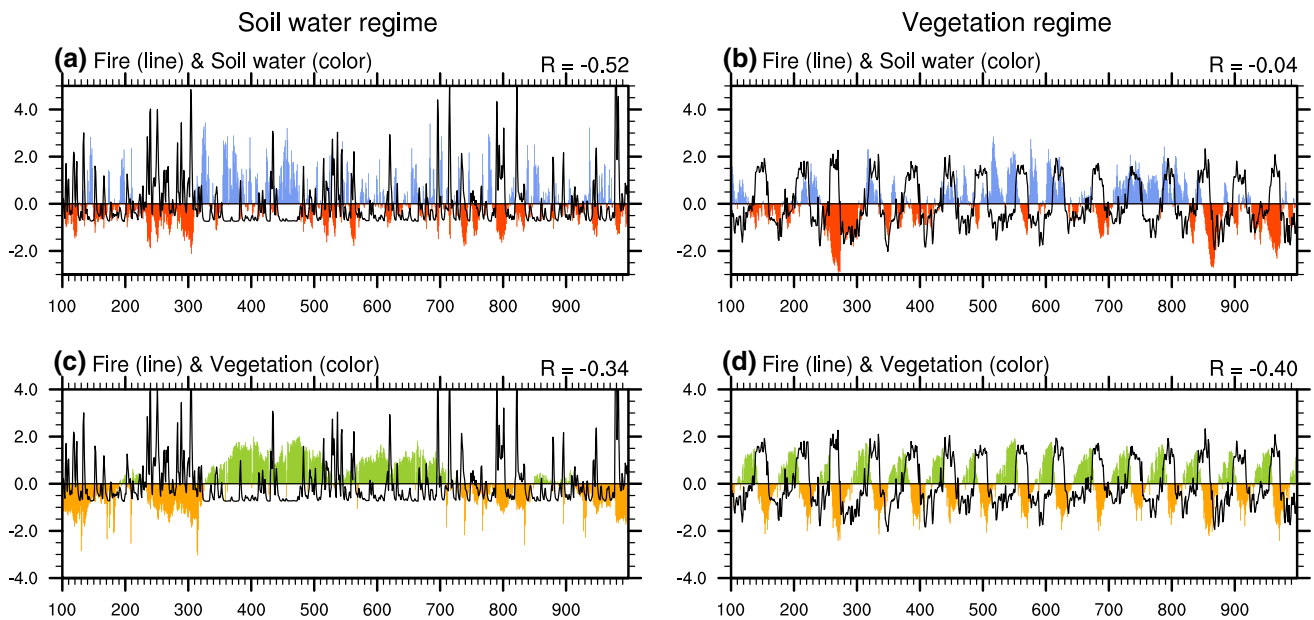 Soil water regime
Vegetation regime
(a) Fire (line) & Soil water (color) R = -0.52
4.0
2.0
0.0
-2.0
100 200 300 400 500 600 700 800 900
(b) Fire (line) & Soil water (color) R = -0.04
4.0
2.0
0.0
-2.0
100 200 300 400 500 600 700 800 900
(c) Fire (line) & Vegetation (color) R = -0.34
4.0
2.0
0.0
-2.0
-4.0
100 200 300 400 500 600 700 800 900
(d) Fire (line) & Vegetation (color) R = -0.40
4.0
2.0
0.0
-2.0
-4.0
100 200 300 400 500 600 700 800 900